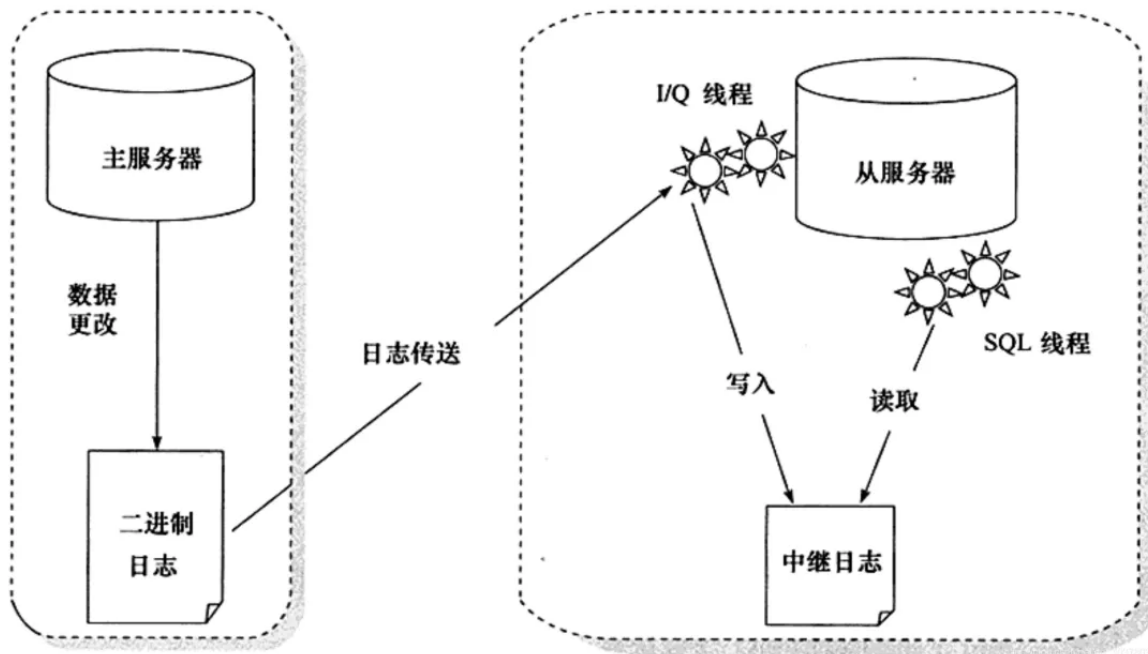 主服务器
数据
更改
二进制
日志
日志传送
I/Q 线程
从服务器
SQL 线程
写入
读取
中继日志